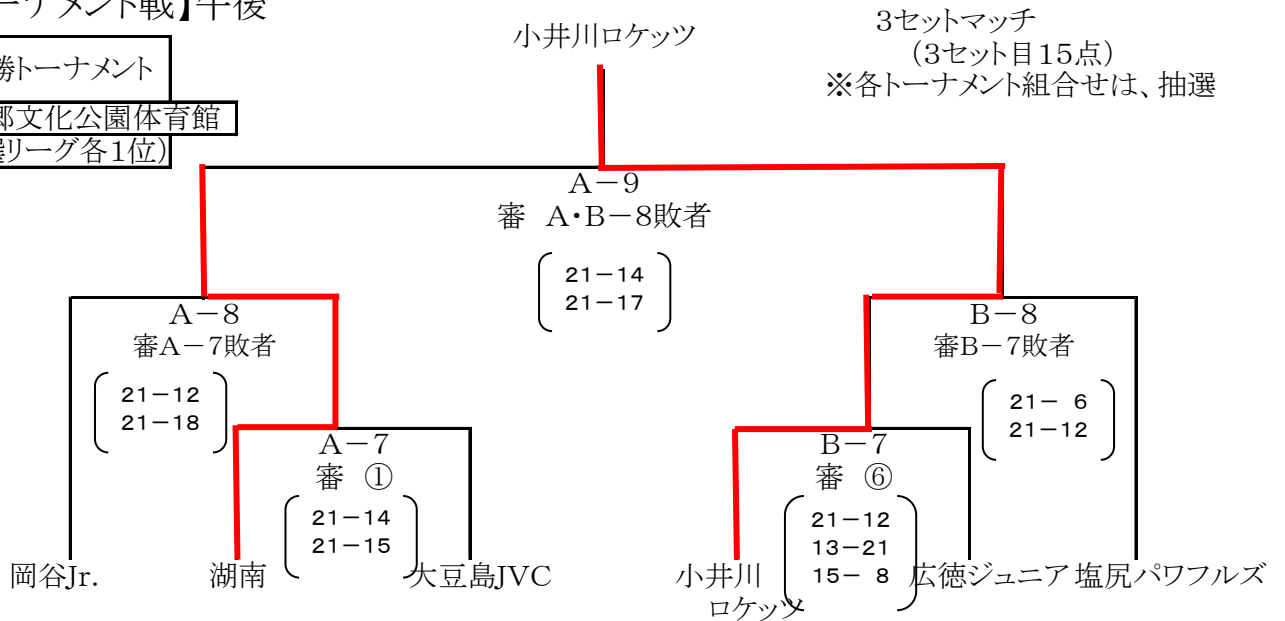 ーナメント戦】午後
小井川ロケッツ
3セットマッチ
(3セット目15点)
※各トーナメント組合せは、抽選
勝トーナメント
郷文化公園体育館
選リーグ各1位)
A-9
審 A・B-8敗者
21-14
21-17
A-8
審A-7敗者
21-12
21-18
B-8
審B-7敗者
21- 6
21-12
A-7
審 ①
21-14
21-15
B-7
審 ⑥
21-12
13-21
15- 8
岡谷Jr.
湖南
大豆島JVC
小井川
ロケッツ
広徳ジュニア
塩尻パワフルズ